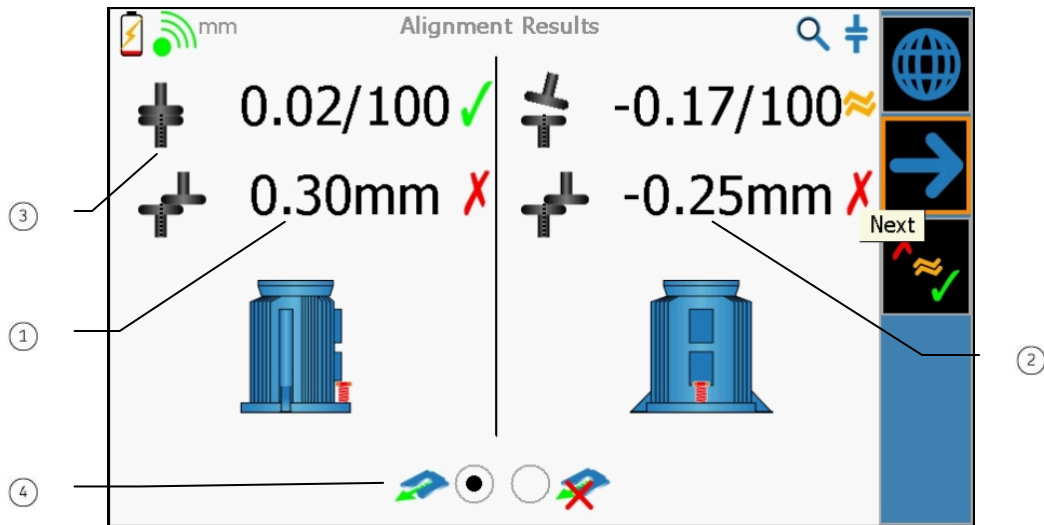 mm
Alignment Results
0.02/100
-0.17/100
0.30mm
-0.25mm
Next
3
1
2
4